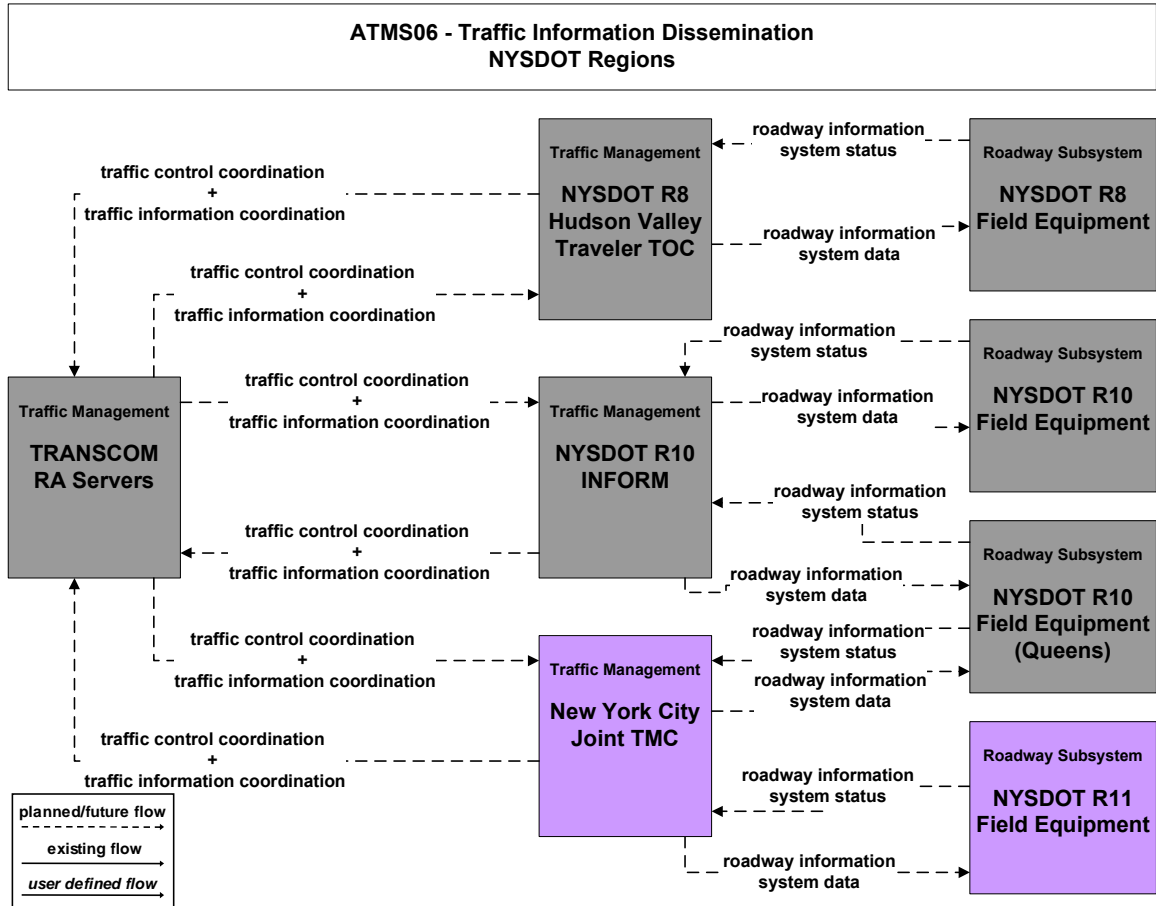 ATMS06 - Traffic Information Dissemination
NYSDOT Regions
traffic control coordination
+
traffic information coordination
traffic control coordination
+
traffic information coordination
Traffic Management
NYSDOT R8
Hudson Valley
Traveler TOC
roadway information
system status
roadway information
system data
Roadway Subsystem
NYSDOT R8
Field Equipment
Traffic Management
TRANSCOM
RA Servers
traffic control coordination
+
traffic information coordination
traffic control coordination
+
traffic information coordination
Traffic Management
NYSDOT R10
INFORM
roadway information
system status
roadway information
system data
Roadway Subsystem
NYSDOT R10
Field Equipment
roadway information
system status
roadway information
system data
Roadway Subsystem
NYSDOT R10
Field Equipment
(Queens)
traffic control coordination
+
traffic information coordination
traffic control coordination
+
traffic information coordination
Traffic Management
New York City
Joint TMC
roadway information
system status
roadway information
system data
roadway information
system status
roadway information
system data
Roadway Subsystem
NYSDOT R11
Field Equipment
planned/future flow
existing flow
user defined flow